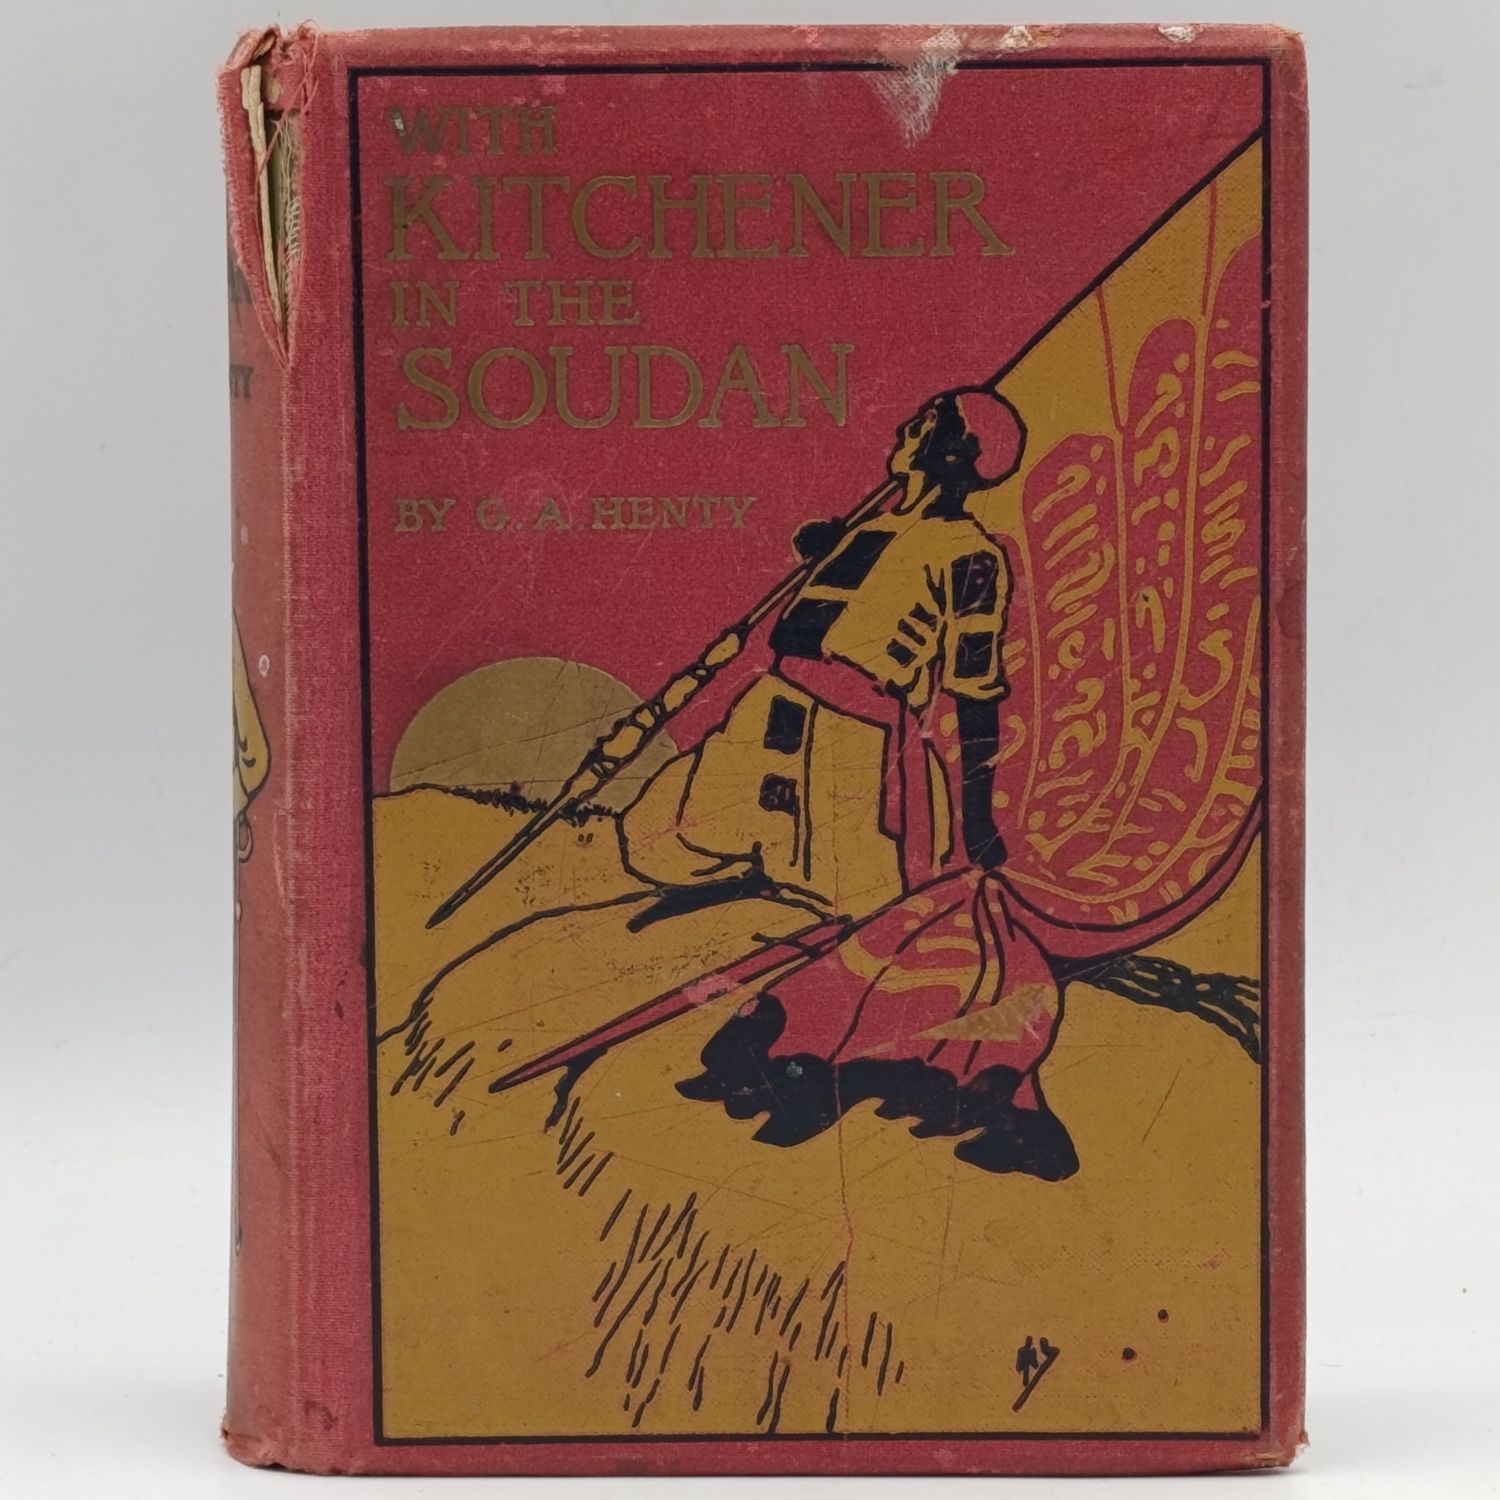 WITH
KITCHENER
IN THE
SOUDAN
BY G. A. HENTY